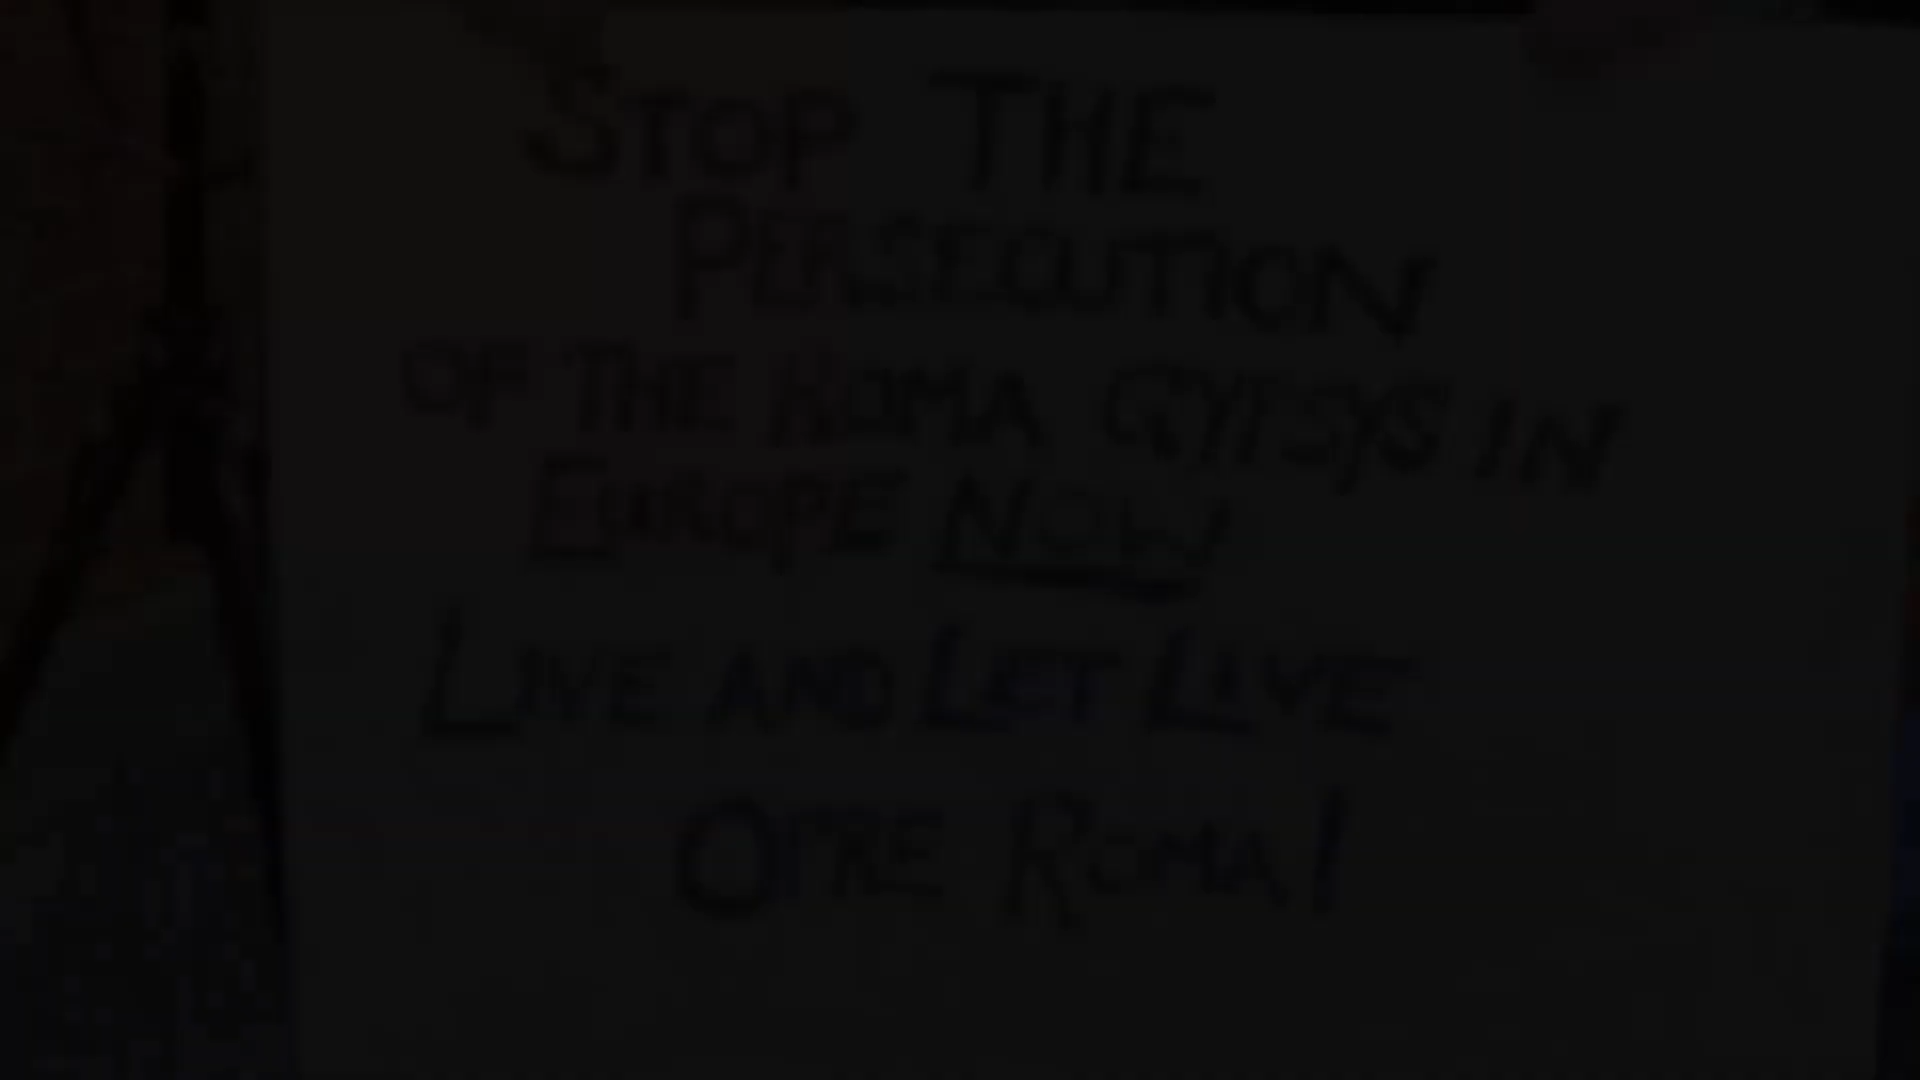 STOP THE
PERSECUTION
OF THE ROMA GYPSYS IN
EUROPE NOW
LIVE AND LET LIVE
OPRE ROMA!